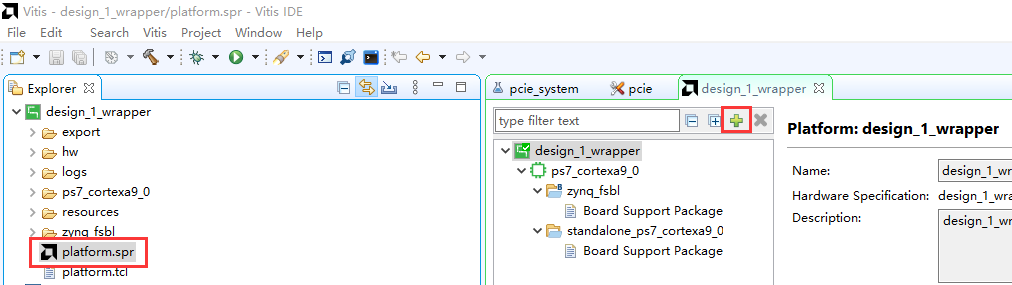 Vitis - design_1_wrapper/platform.spr - Vitis IDE
File Edit Search Vitis Project Window Help
Explorer
design_1_wrapper
export
hw
logs
ps7_cortexa9_0
resources
zynq_fsbl
platform.spr
platform.tcl
pcie_system pcie design_1_wrapper
type filter text
design_1_wrapper
ps7_cortexa9_0
zynq_fsbl
Board Support Package
standalone_ps7_cortexa9_0
Board Support Package
Platform: design_1_wrapper
Name: design_1_wr
Hardware Specification: design_1_wra
Description: design_1_wra